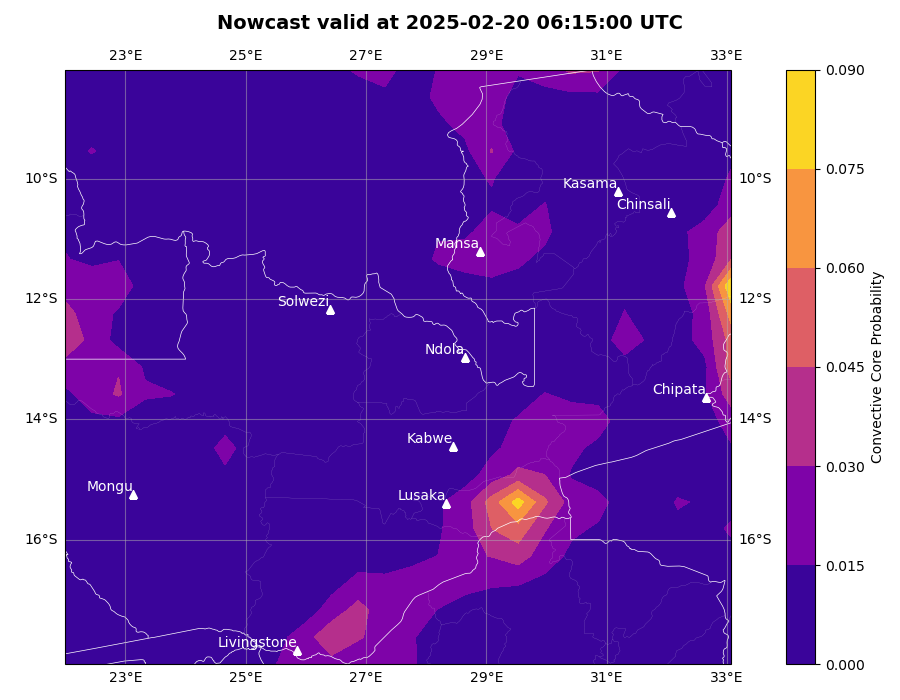 Nowcast valid at 2025-02-20 06:15:00 UTC
23°E 25°E 27°E 29°E 31°E 33°E
0.090
0.075
10°S 10°S
Kasama
Chinsali
Mansa
0.060
12°S 12°S
Solwezi
Ndola
0.045
Convective Core Probability
Chipata
14°S 14°S
Kabwe
0.030
Mongu
Lusaka
16°S 16°S
0.015
Livingstone
0.000
23°E 25°E 27°E 29°E 31°E 33°E